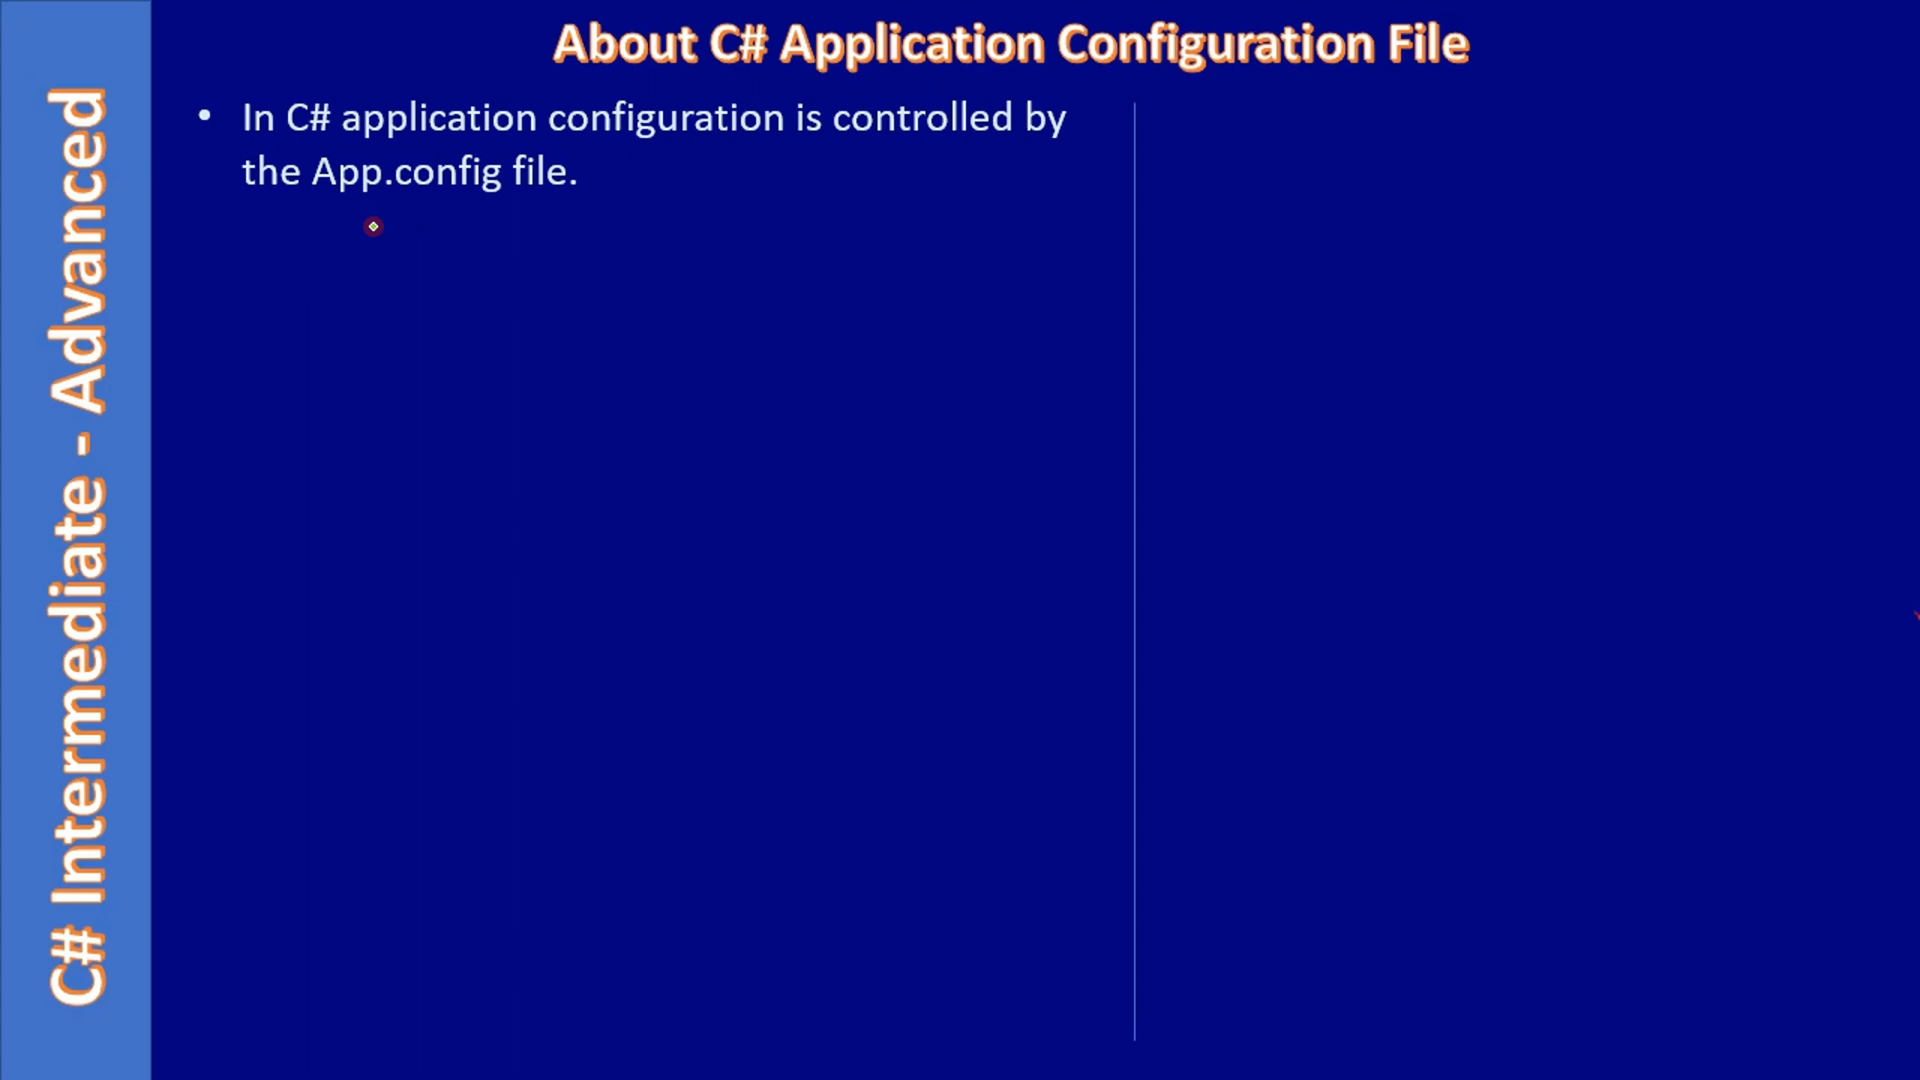 About C# Application Configuration File
• In C# application configuration is controlled by
the App.config file.
C# Intermediate - Advanced